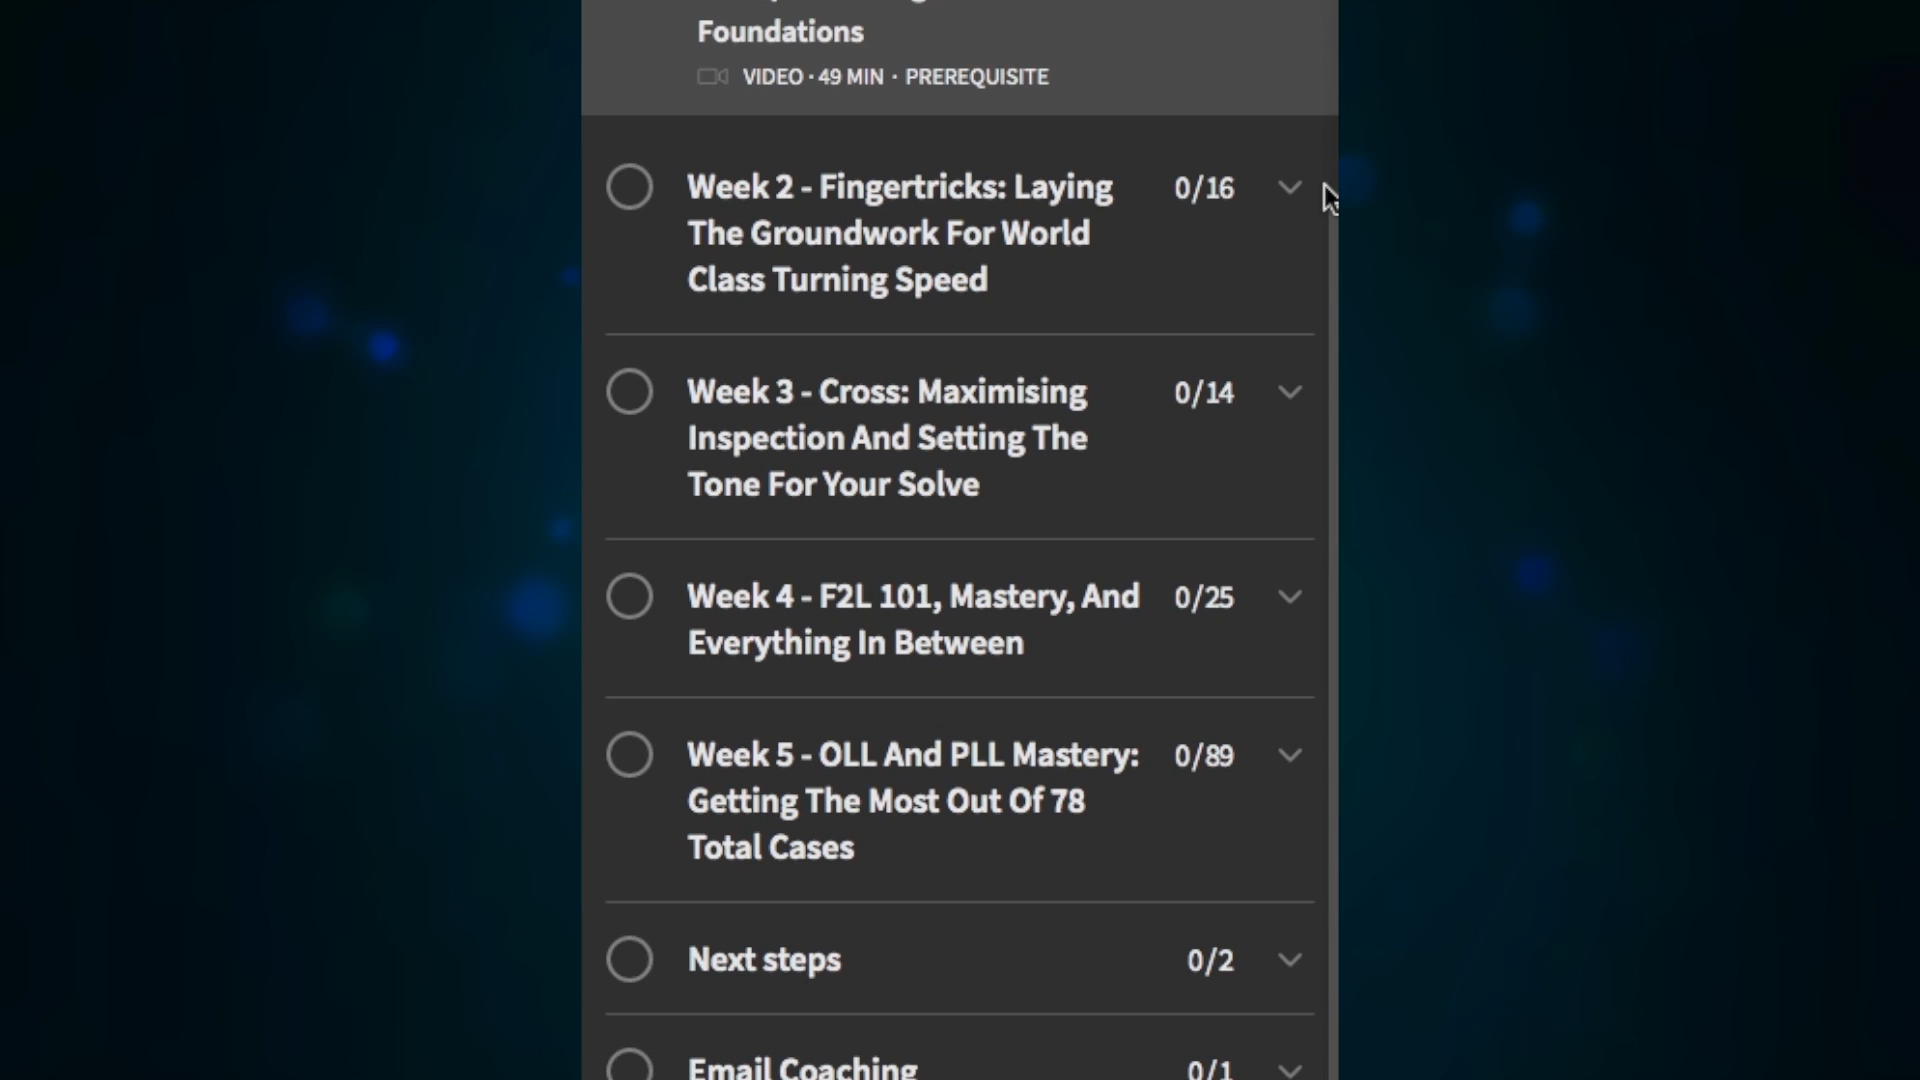 Foundations
VIDEO · 49 MIN · PREREQUISITE
Week 2 - Fingertricks: Laying 0/16
The Groundwork For World
Class Turning Speed
Week 3 - Cross: Maximising 0/14
Inspection And Setting The
Tone For Your Solve
Week 4 - F2L 101, Mastery, And 0/25
Everything In Between
Week 5 - OLL And PLL Mastery: 0/89
Getting The Most Out Of 78
Total Cases
Next steps 0/2
Email Coaching 0/1